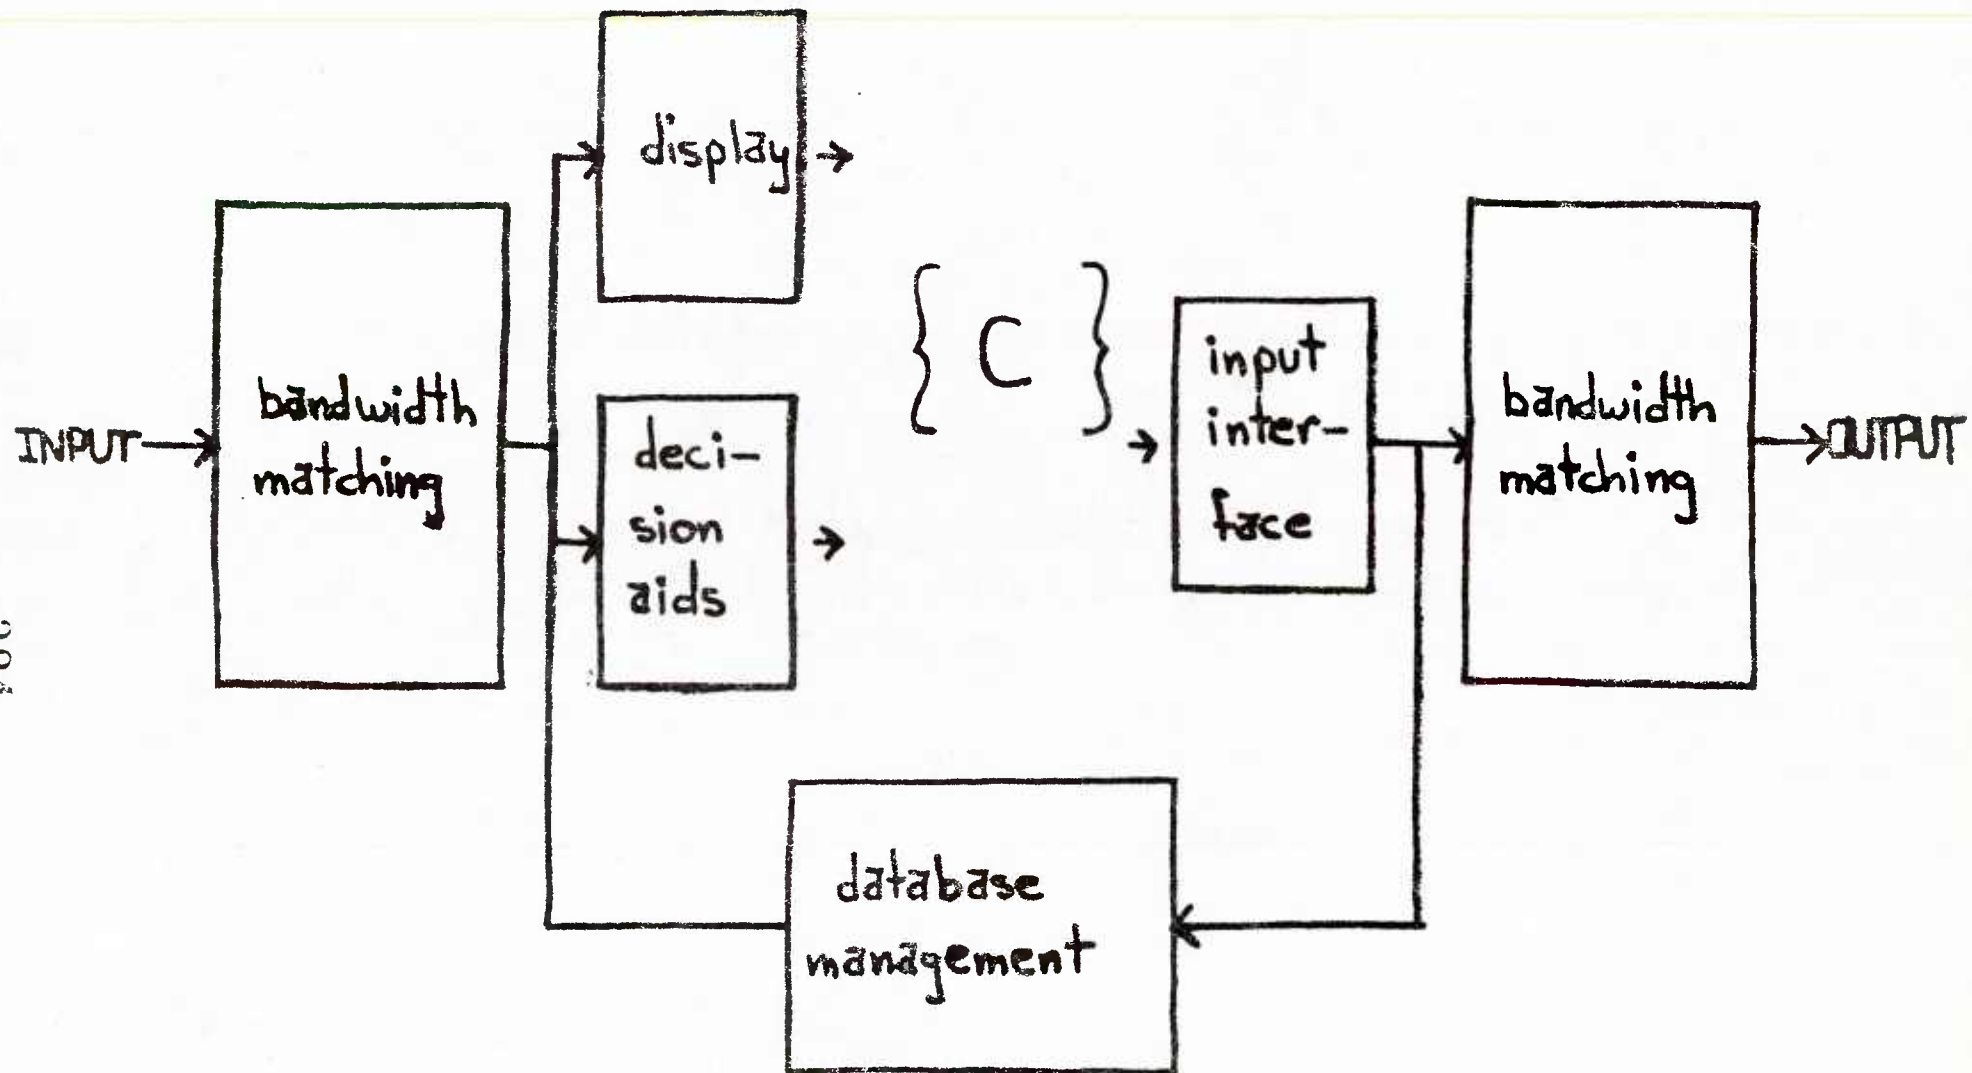 display
{ C }
bandwidth
matching
INPUT
deci-
sion
aids
input
inter-
face
bandwidth
matching
OUTPUT
database
management